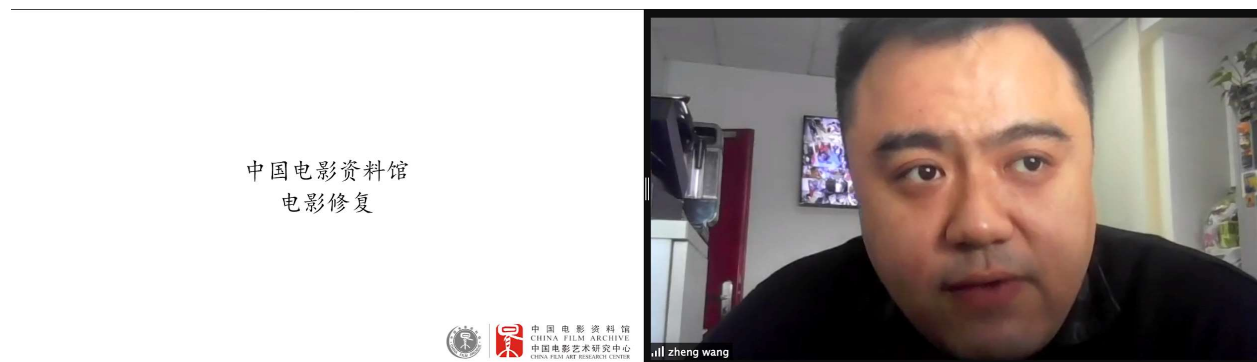 中国电影资料馆
电影修复
中国电影资料馆
CHINA FILM ARCHIVE
中国电影艺术研究中心
CHINA FILM ART RESEARCH CENTER
zheng wang